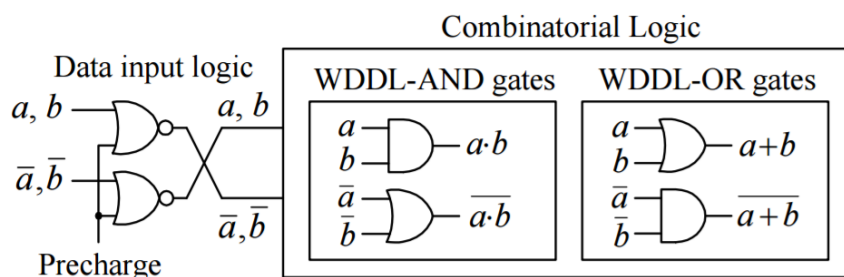 Combinatorial Logic
Data input logic
WDDL-AND gates
WDDL-OR gates
a, b
a, b
a̅,b̅
a̅,b̅
Precharge
a
b
a·b
a̅
b̅
a̅·̅b̅
a
b
a+b
a̅
b̅
a̅+̅b̅